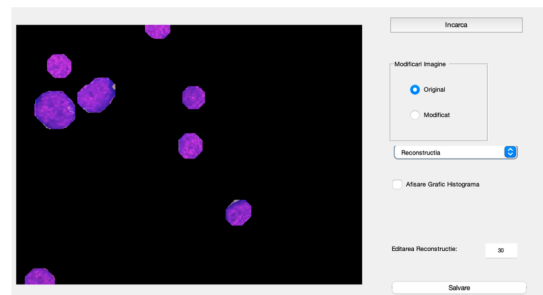 Incarca
Modificari Imagine
Original
Modificat
Reconstructia
Afisare Grafic Histograma
Editarea Reconstructie:
30
Salvare